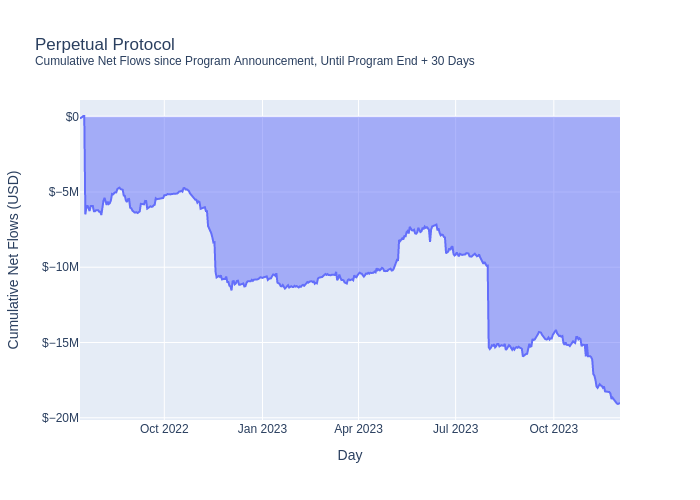 Perpetual Protocol
Cumulative Net Flows since Program Announcement, Until Program End + 30 Days
Cumulative Net Flows (USD)
$0
$−5M
$−10M
$−15M
$−20M
Oct 2022
Jan 2023
Apr 2023
Jul 2023
Oct 2023
Day